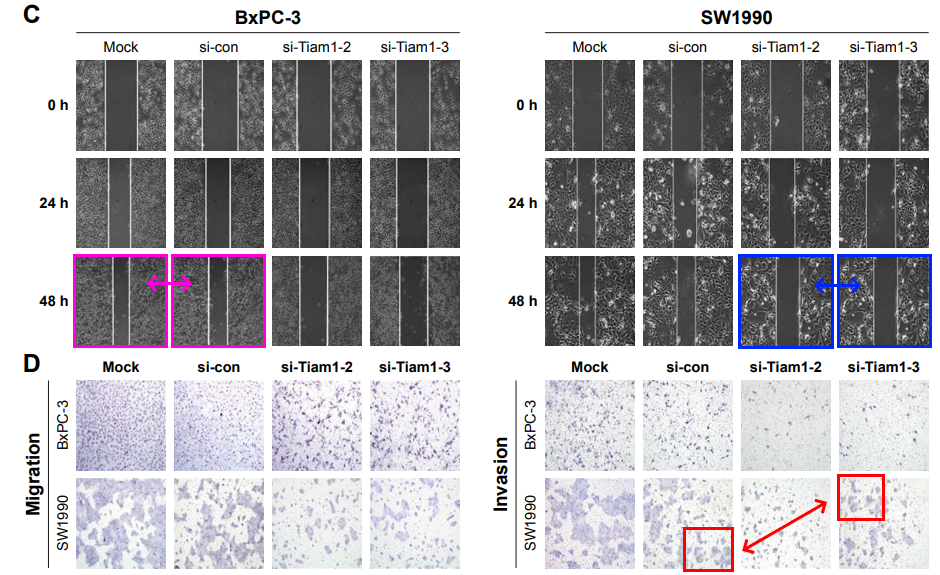 C
BxPC-3
SW1990
Mock si-con si-Tiam1-2 si-Tiam1-3
Mock si-con si-Tiam1-2 si-Tiam1-3
0 h
0 h
24 h
24 h
48 h
48 h
D
Mock si-con si-Tiam1-2 si-Tiam1-3
Mock si-con si-Tiam1-2 si-Tiam1-3
Migration
BxPC-3
SW1990
Invasion
BxPC-3
SW1990